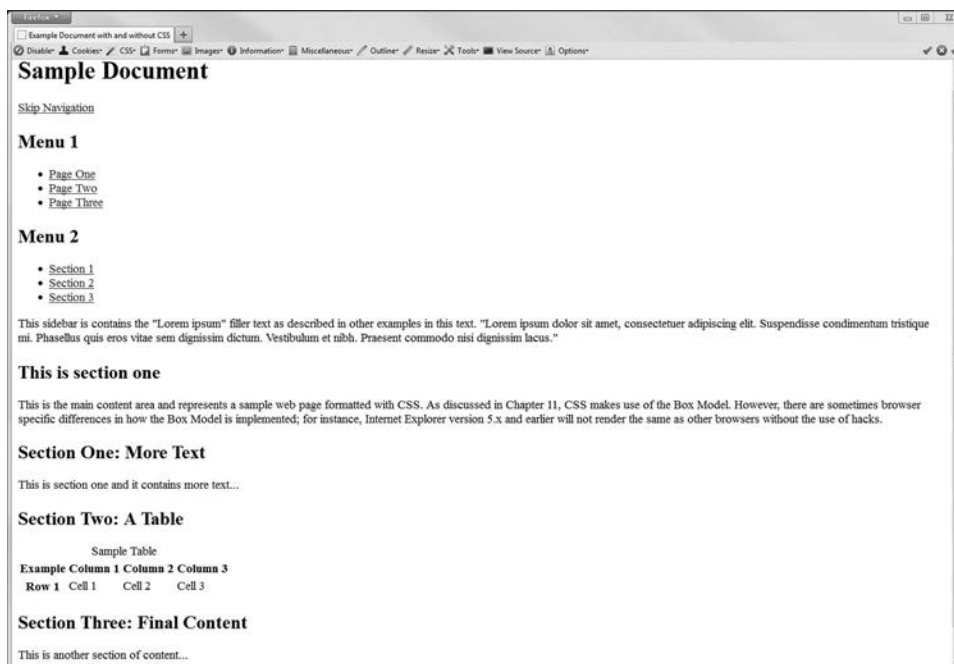 Firefox
Example Document with and without CSS +
Disable Cookies CSS Forms Images Information Miscellaneous Outline Resize Tools View Source Options
Sample Document
Skip Navigation
Menu 1
• Page One
• Page Two
• Page Three
Menu 2
• Section 1
• Section 2
• Section 3
This sidebar is contains the "Lorem ipsum" filler text as described in other examples in this text. "Lorem ipsum dolor sit amet, consectetuer adipiscing elit. Suspendisse condimentum tristique
mi. Phasellus quis eros vitae sem dignissim dictum. Vestibulum et nibh. Praesent commodo nisi dignissim lacus."
This is section one
This is the main content area and represents a sample web page formatted with CSS. As discussed in Chapter 11, CSS makes use of the Box Model. However, there are sometimes browser
specific differences in how the Box Model is implemented; for instance, Internet Explorer version 5.x and earlier will not render the same as other browsers without the use of hacks.
Section One: More Text
This is section one and it contains more text...
Section Two: A Table
Sample Table
Example Column 1 Column 2 Column 3
Row 1 Cell 1 Cell 2 Cell 3
Section Three: Final Content
This is another section of content...